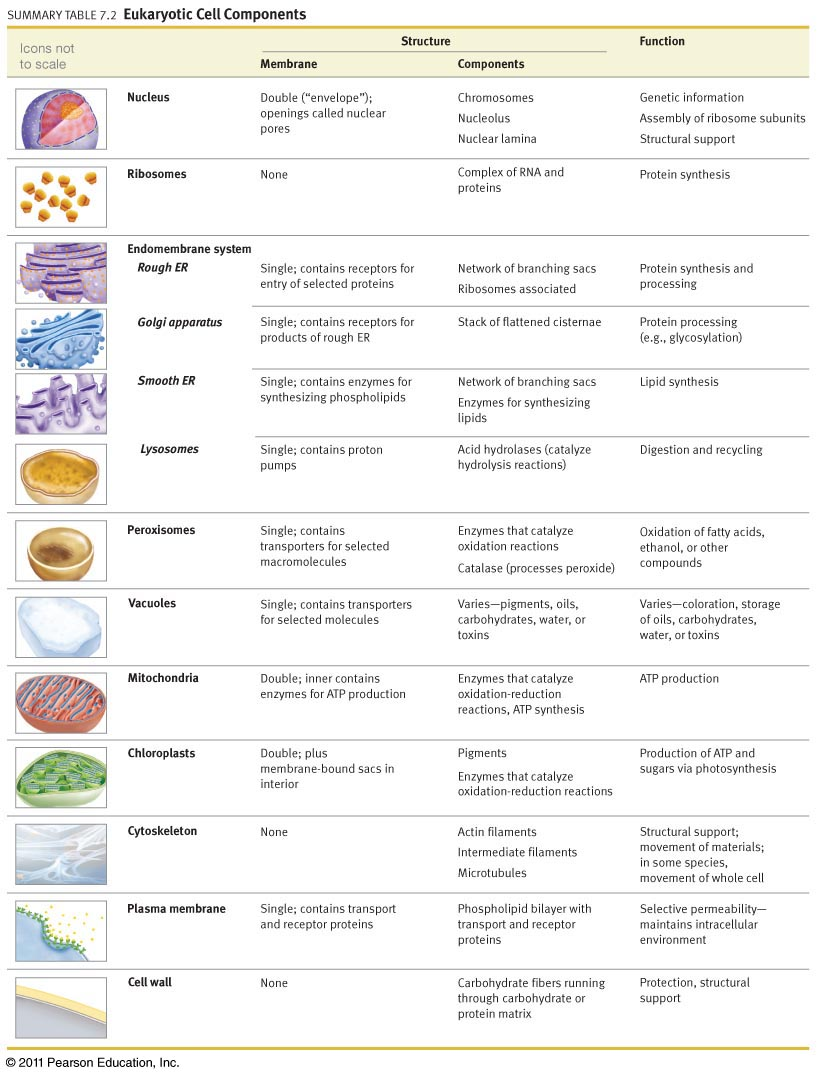 SUMMARY TABLE 7.2 Eukaryotic Cell Components
Icons not
to scale
Structure
Function
Membrane
Components
Nucleus
Double (“envelope”);
openings called nuclear
pores
Chromosomes
Nucleolus
Nuclear lamina
Genetic information
Assembly of ribosome subunits
Structural support
Ribosomes
None
Complex of RNA and
proteins
Protein synthesis
Endomembrane system
Rough ER
Single; contains receptors for
entry of selected proteins
Network of branching sacs
Ribosomes associated
Protein synthesis and
processing
Golgi apparatus
Single; contains receptors for
products of rough ER
Stack of flattened cisternae
Protein processing
(e.g., glycosylation)
Smooth ER
Single; contains enzymes for
synthesizing phospholipids
Network of branching sacs
Enzymes for synthesizing
lipids
Lipid synthesis
Lysosomes
Single; contains proton
pumps
Acid hydrolases (catalyze
hydrolysis reactions)
Digestion and recycling
Peroxisomes
Single; contains
transporters for selected
macromolecules
Enzymes that catalyze
oxidation reactions
Catalase (processes peroxide)
Oxidation of fatty acids,
ethanol, or other
compounds
Vacuoles
Single; contains transporters
for selected molecules
Varies—pigments, oils,
carbohydrates, water, or
toxins
Varies—coloration, storage
of oils, carbohydrates,
water, or toxins
Mitochondria
Double; inner contains
enzymes for ATP production
Enzymes that catalyze
oxidation-reduction
reactions, ATP synthesis
ATP production
Chloroplasts
Double; plus
membrane-bound sacs in
interior
Pigments
Enzymes that catalyze
oxidation-reduction reactions
Production of ATP and
sugars via photosynthesis
Cytoskeleton
None
Actin filaments
Intermediate filaments
Microtubules
Structural support;
movement of materials;
in some species,
movement of whole cell
Plasma membrane
Single; contains transport
and receptor proteins
Phospholipid bilayer with
transport and receptor
proteins
Selective permeability—
maintains intracellular
environment
Cell wall
None
Carbohydrate fibers running
through carbohydrate or
protein matrix
Protection, structural
support
© 2011 Pearson Education, Inc.